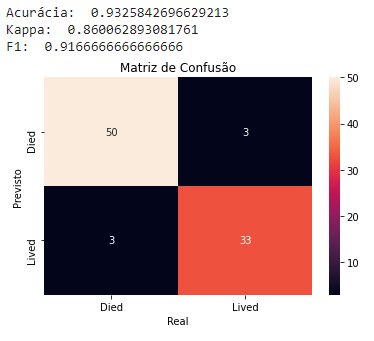 Acurácia:  0.9325842696629213
Kappa:  0.860062893081761
F1:  0.9166666666666666
Matriz de Confusão
Previsto
Died
50
3
Lived
3
33
Died
Lived
Real
50
40
30
20
10